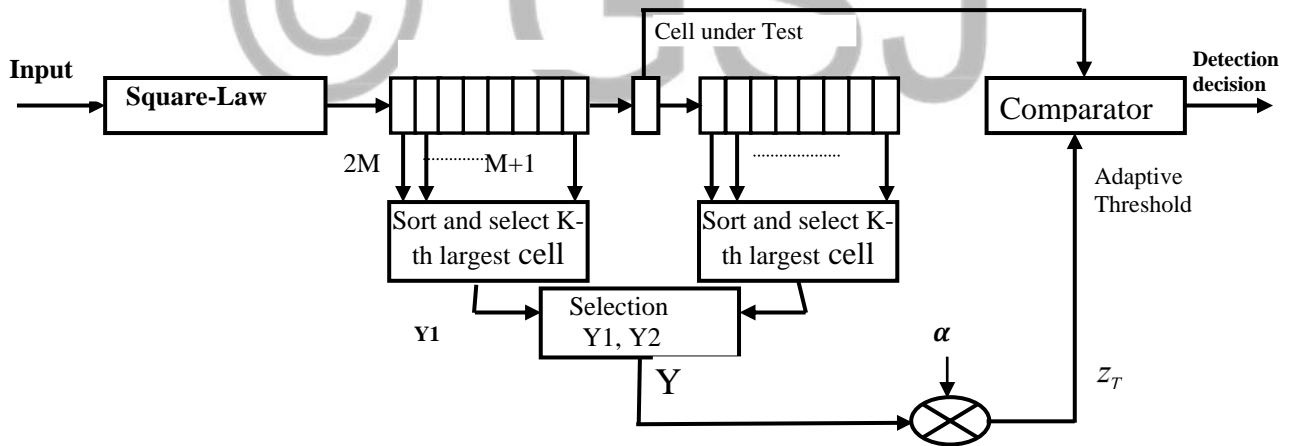 © GSJ
Cell under Test
Input
Square-Law
Detection
decision
Comparator
2M ............... M+1
....................
Adaptive
Threshold
Sort and select K-
th largest cell
Sort and select K-
th largest cell
Selection
Y1, Y2
Y1
α
Y
z_T